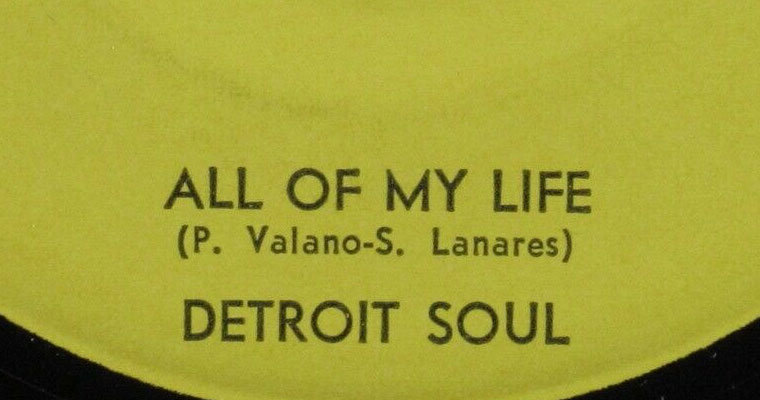 ALL OF MY LIFE
(P. Valano-S. Lanares)
DETROIT SOUL